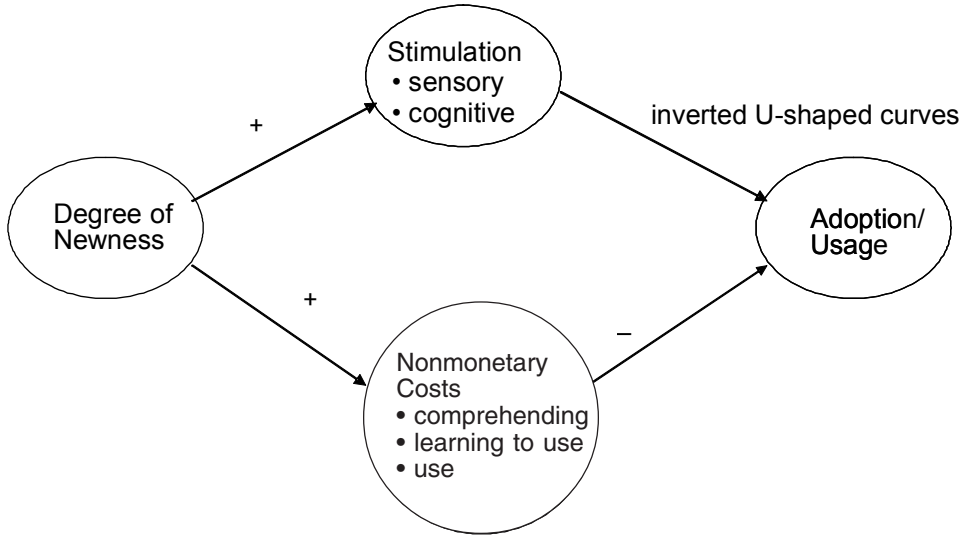 Stimulation
• sensory
• cognitive
+
inverted U-shaped curves
Degree of
Newness
Adoption/
Usage
+
–
Nonmonetary
Costs
• comprehending
• learning to use
• use